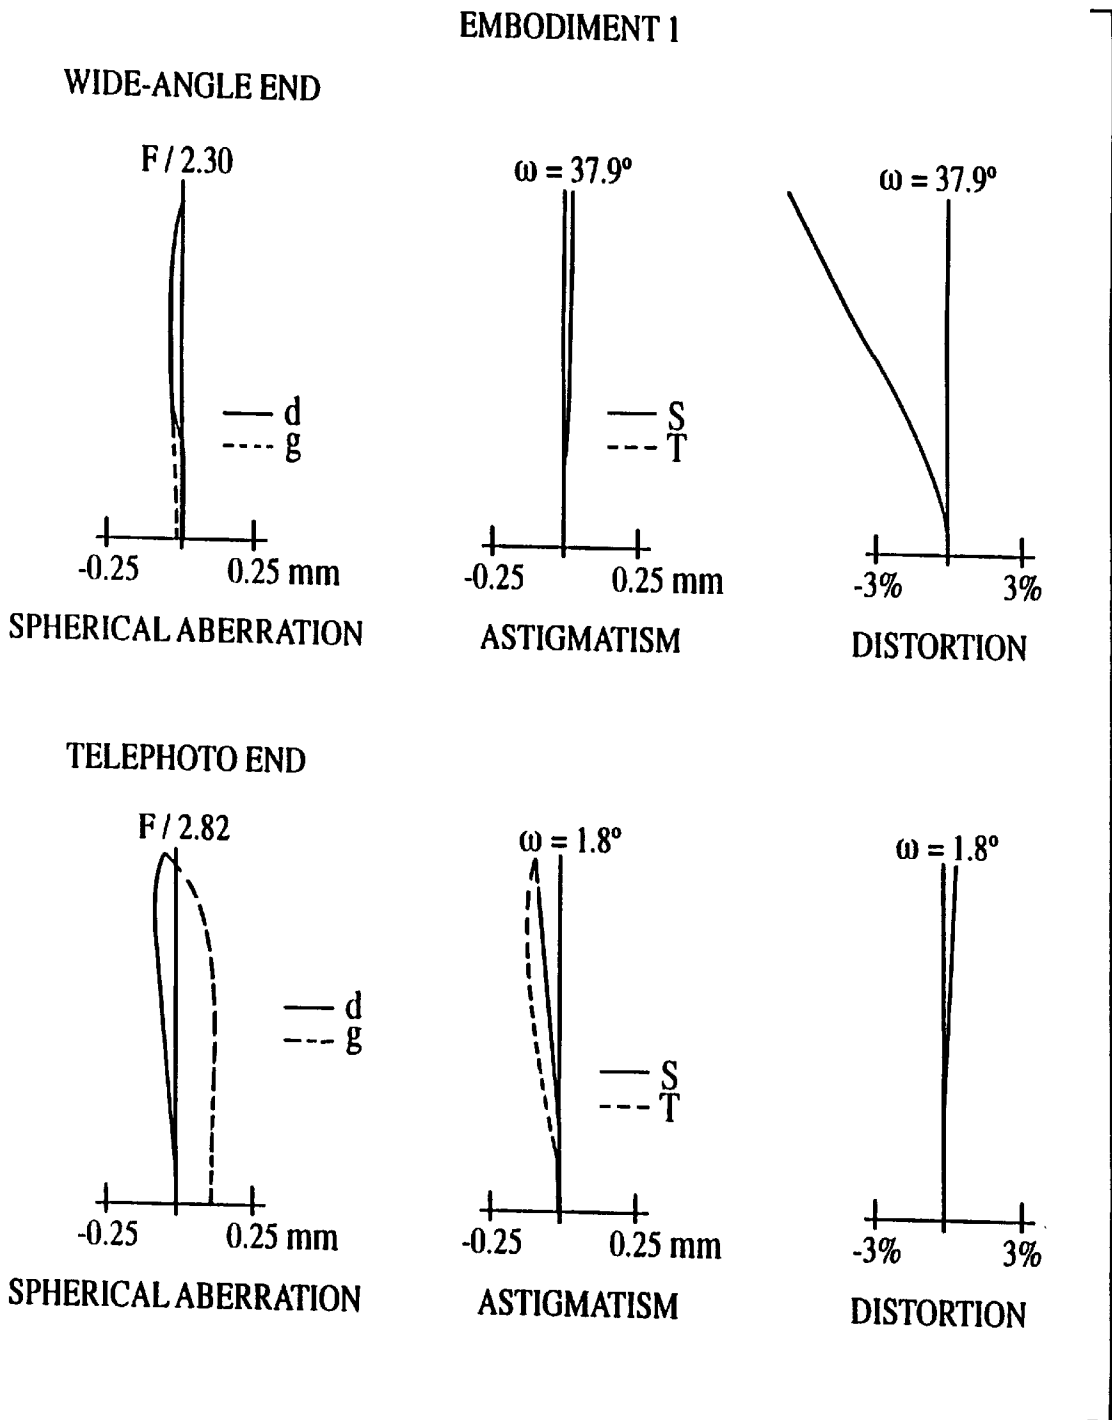 EMBODIMENT 1
WIDE-ANGLE END
F / 2.30
ω = 37.9°
ω = 37.9°
d
g
S
T
-0.25
0.25 mm
-0.25
0.25 mm
-3%
3%
SPHERICAL ABERRATION
ASTIGMATISM
DISTORTION
TELEPHOTO END
F / 2.82
ω = 1.8°
ω = 1.8°
d
g
S
T
-0.25
0.25 mm
-0.25
0.25 mm
-3%
3%
SPHERICAL ABERRATION
ASTIGMATISM
DISTORTION